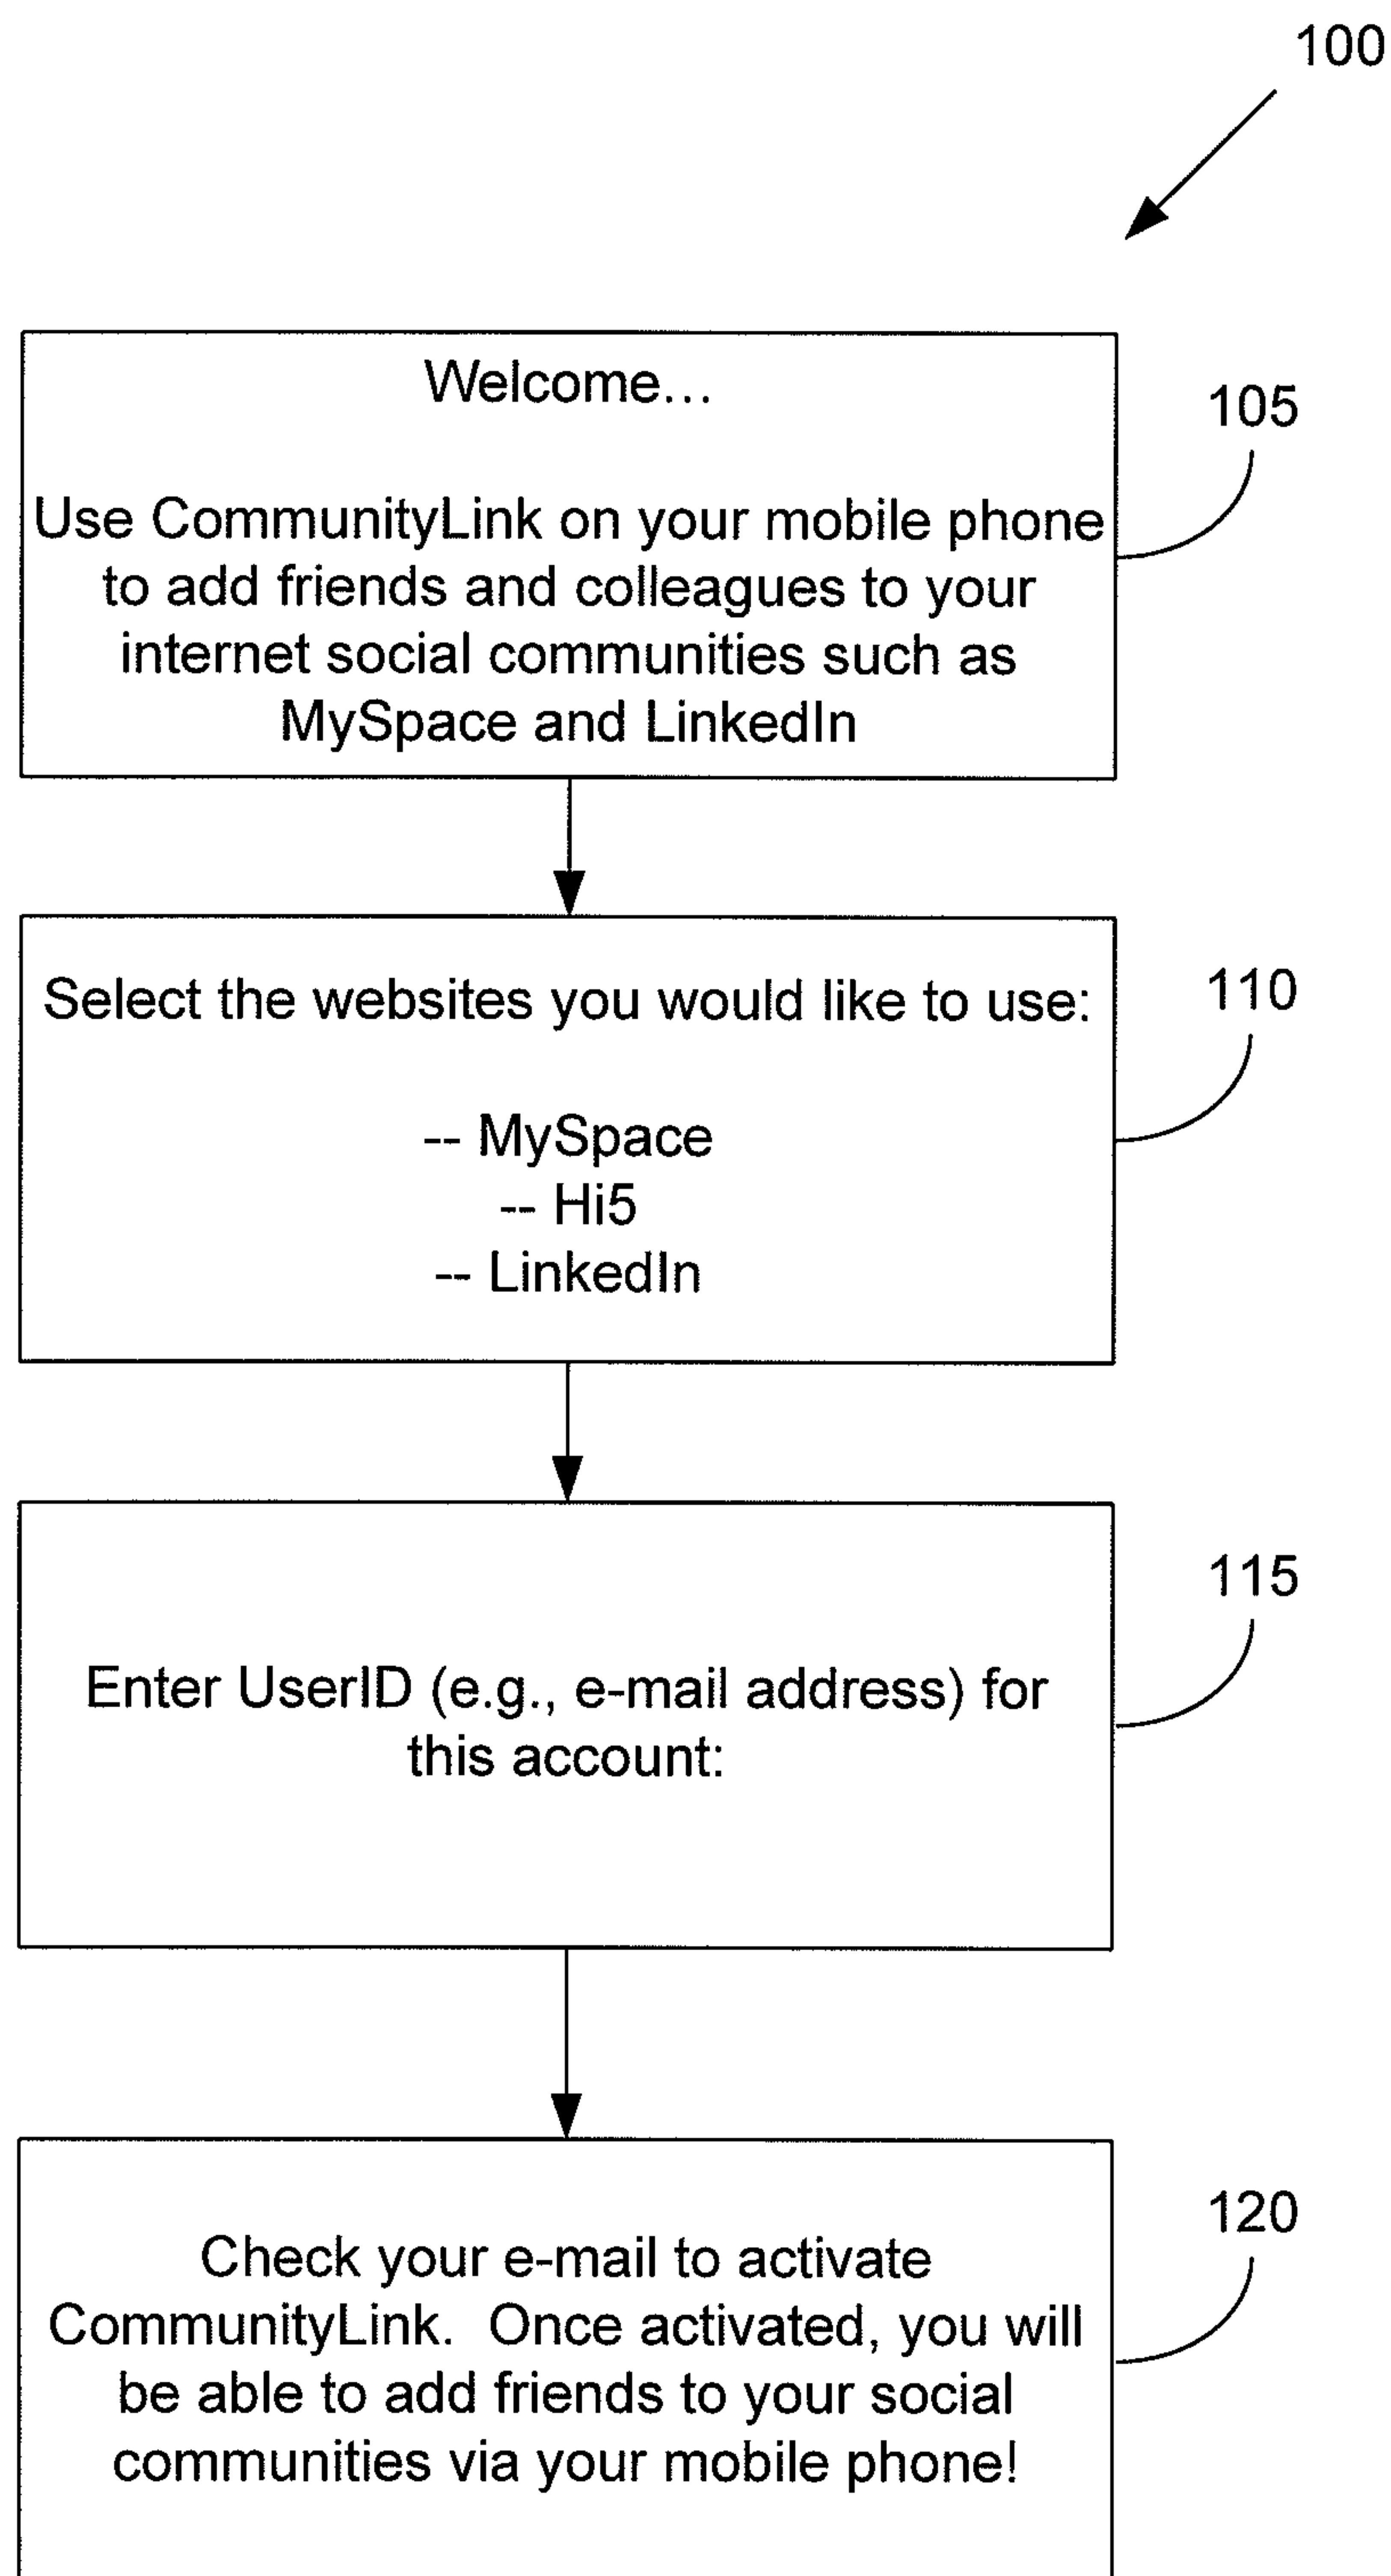 100
Welcome...
105
Use CommunityLink on your mobile phone
to add friends and colleagues to your
internet social communities such as
MySpace and LinkedIn
Select the websites you would like to use:
110
-- MySpace
-- Hi5
-- LinkedIn
115
Enter UserID (e.g., e-mail address) for
this account:
120
Check your e-mail to activate
CommunityLink.  Once activated, you will
be able to add friends to your social
communities via your mobile phone!